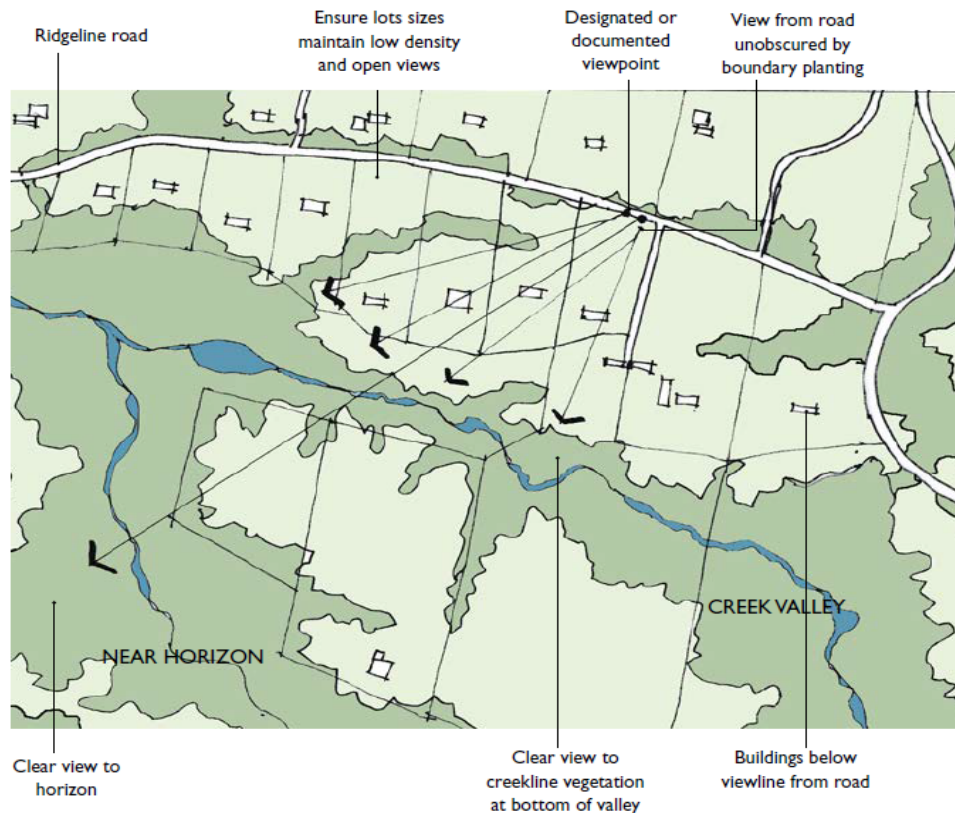 Ridgeline road
Ensure lots sizes
maintain low density
and open views
Designated or
documented
viewpoint
View from road
unobscured by
boundary planting
CREEK VALLEY
NEAR HORIZON
Clear view to
horizon
Clear view to
creekline vegetation
at bottom of valley
Buildings below
viewline from road